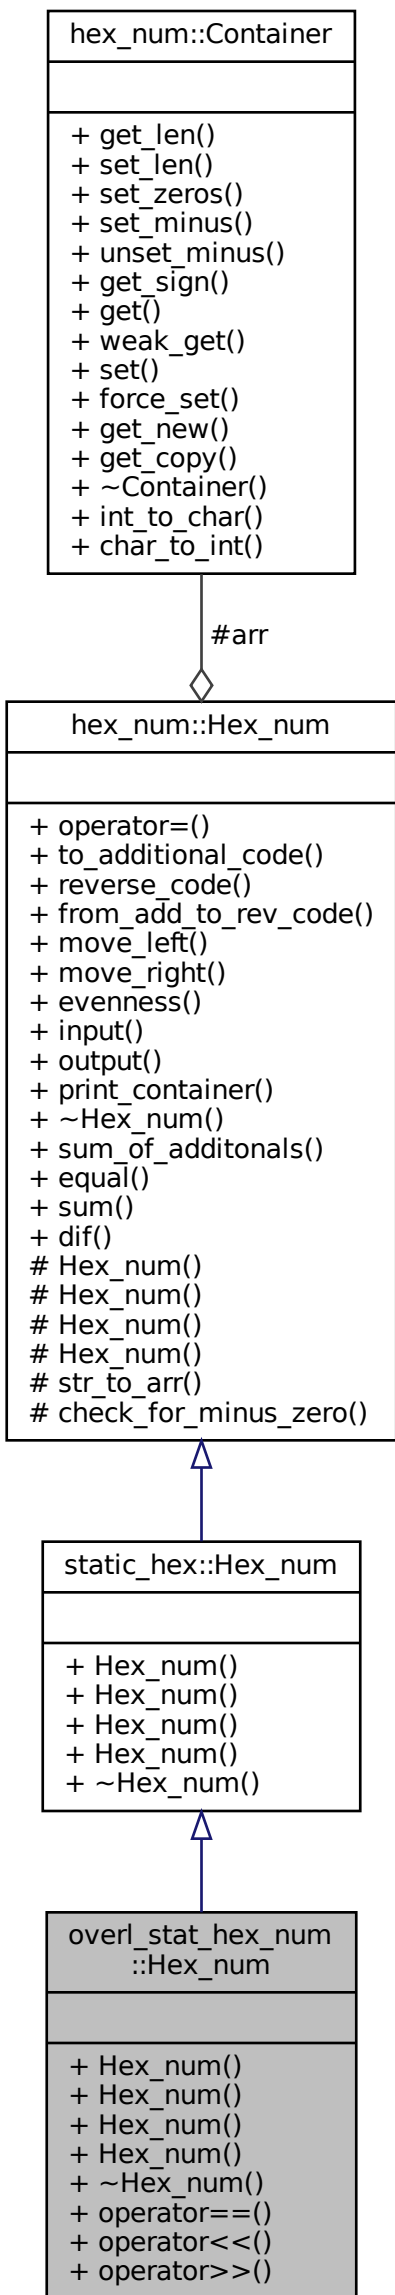 hex_num::Container
+ get_len()
+ set_len()
+ set_zeros()
+ set_minus()
+ unset_minus()
+ get_sign()
+ get()
+ weak_get()
+ set()
+ force_set()
+ get_new()
+ get_copy()
+ ~Container()
+ int_to_char()
+ char_to_int()
#arr
hex_num::Hex_num
+ operator=()
+ to_additional_code()
+ reverse_code()
+ from_add_to_rev_code()
+ move_left()
+ move_right()
+ evenness()
+ input()
+ output()
+ print_container()
+ ~Hex_num()
+ sum_of_additonals()
+ equal()
+ sum()
+ dif()
# Hex_num()
# Hex_num()
# Hex_num()
# Hex_num()
# str_to_arr()
# check_for_minus_zero()
static_hex::Hex_num
+ Hex_num()
+ Hex_num()
+ Hex_num()
+ Hex_num()
+ ~Hex_num()
overl_stat_hex_num
::Hex_num
+ Hex_num()
+ Hex_num()
+ Hex_num()
+ Hex_num()
+ ~Hex_num()
+ operator==()
+ operator<<()
+ operator>>()